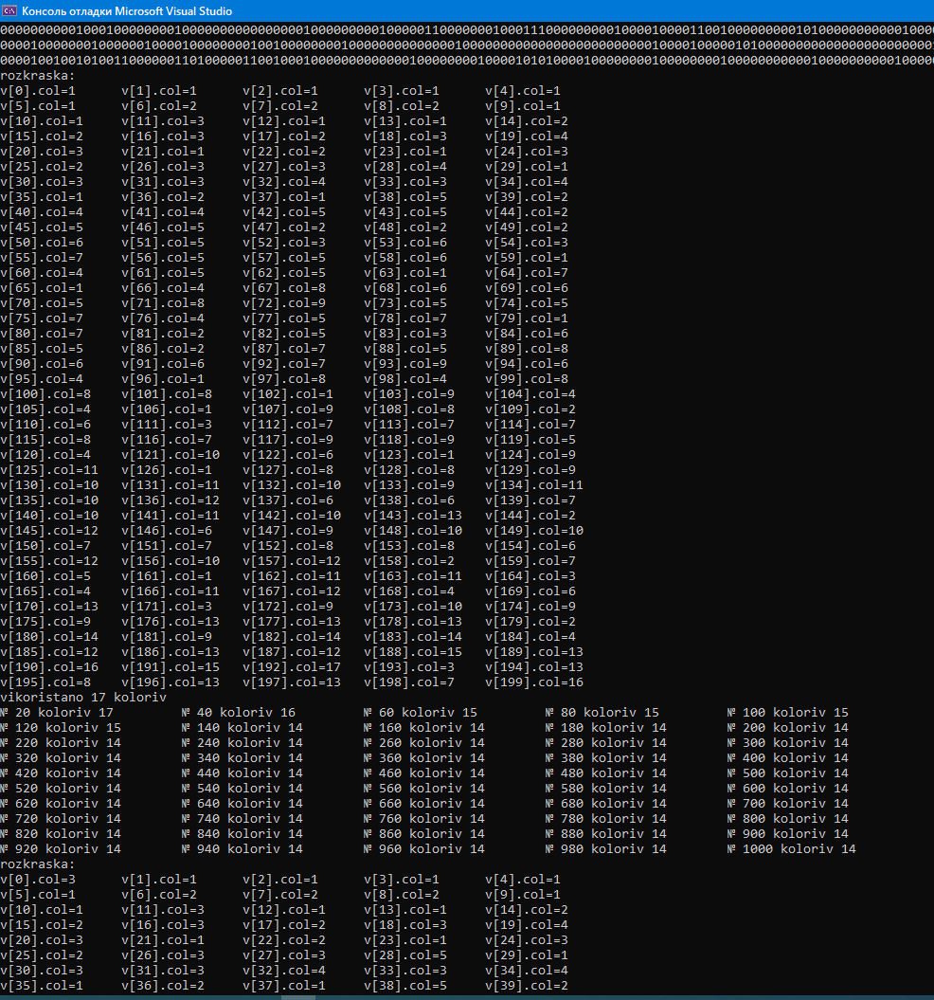 Консоль отладки Microsoft Visual Studio
rozkraska:
v[0].col=1 v[1].col=1 v[2].col=1 v[3].col=1 v[4].col=1
v[5].col=1 v[6].col=2 v[7].col=2 v[8].col=2 v[9].col=1
v[10].col=1 v[11].col=3 v[12].col=1 v[13].col=1 v[14].col=2
v[15].col=2 v[16].col=3 v[17].col=2 v[18].col=3 v[19].col=4
v[20].col=3 v[21].col=1 v[22].col=2 v[23].col=1 v[24].col=3
v[25].col=2 v[26].col=3 v[27].col=3 v[28].col=4 v[29].col=1
v[30].col=3 v[31].col=3 v[32].col=4 v[33].col=3 v[34].col=4
v[35].col=1 v[36].col=2 v[37].col=1 v[38].col=5 v[39].col=2
v[40].col=4 v[41].col=4 v[42].col=5 v[43].col=5 v[44].col=2
v[45].col=5 v[46].col=5 v[47].col=2 v[48].col=2 v[49].col=2
v[50].col=6 v[51].col=5 v[52].col=3 v[53].col=6 v[54].col=3
v[55].col=7 v[56].col=5 v[57].col=5 v[58].col=6 v[59].col=1
v[60].col=4 v[61].col=5 v[62].col=5 v[63].col=1 v[64].col=7
v[65].col=1 v[66].col=4 v[67].col=8 v[68].col=6 v[69].col=6
v[70].col=5 v[71].col=8 v[72].col=9 v[73].col=5 v[74].col=5
v[75].col=7 v[76].col=4 v[77].col=5 v[78].col=7 v[79].col=1
v[80].col=7 v[81].col=2 v[82].col=5 v[83].col=3 v[84].col=6
v[85].col=5 v[86].col=2 v[87].col=7 v[88].col=5 v[89].col=8
v[90].col=6 v[91].col=6 v[92].col=7 v[93].col=9 v[94].col=6
v[95].col=4 v[96].col=1 v[97].col=8 v[98].col=4 v[99].col=8
v[100].col=8 v[101].col=8 v[102].col=1 v[103].col=9 v[104].col=4
v[105].col=4 v[106].col=1 v[107].col=9 v[108].col=8 v[109].col=2
v[110].col=6 v[111].col=3 v[112].col=7 v[113].col=7 v[114].col=7
v[115].col=8 v[116].col=7 v[117].col=9 v[118].col=9 v[119].col=5
v[120].col=4 v[121].col=10 v[122].col=6 v[123].col=1 v[124].col=9
v[125].col=11 v[126].col=1 v[127].col=8 v[128].col=8 v[129].col=9
v[130].col=10 v[131].col=11 v[132].col=10 v[133].col=9 v[134].col=11
v[135].col=10 v[136].col=12 v[137].col=6 v[138].col=6 v[139].col=7
v[140].col=10 v[141].col=11 v[142].col=10 v[143].col=13 v[144].col=2
v[145].col=12 v[146].col=6 v[147].col=9 v[148].col=10 v[149].col=10
v[150].col=7 v[151].col=7 v[152].col=8 v[153].col=8 v[154].col=6
v[155].col=12 v[156].col=10 v[157].col=12 v[158].col=2 v[159].col=7
v[160].col=5 v[161].col=1 v[162].col=11 v[163].col=11 v[164].col=3
v[165].col=4 v[166].col=11 v[167].col=12 v[168].col=4 v[169].col=6
v[170].col=13 v[171].col=3 v[172].col=9 v[173].col=10 v[174].col=9
v[175].col=9 v[176].col=13 v[177].col=13 v[178].col=13 v[179].col=2
v[180].col=14 v[181].col=9 v[182].col=14 v[183].col=14 v[184].col=4
v[185].col=12 v[186].col=13 v[187].col=12 v[188].col=15 v[189].col=13
v[190].col=16 v[191].col=15 v[192].col=17 v[193].col=3 v[194].col=13
v[195].col=8 v[196].col=13 v[197].col=13 v[198].col=7 v[199].col=16
vikoristano 17 koloriv
№ 20 koloriv 17 № 40 koloriv 16 № 60 koloriv 15 № 80 koloriv 15 № 100 koloriv 15
№ 120 koloriv 15 № 140 koloriv 14 № 160 koloriv 14 № 180 koloriv 14 № 200 koloriv 14
№ 220 koloriv 14 № 240 koloriv 14 № 260 koloriv 14 № 280 koloriv 14 № 300 koloriv 14
№ 320 koloriv 14 № 340 koloriv 14 № 360 koloriv 14 № 380 koloriv 14 № 400 koloriv 14
№ 420 koloriv 14 № 440 koloriv 14 № 460 koloriv 14 № 480 koloriv 14 № 500 koloriv 14
№ 520 koloriv 14 № 540 koloriv 14 № 560 koloriv 14 № 580 koloriv 14 № 600 koloriv 14
№ 620 koloriv 14 № 640 koloriv 14 № 660 koloriv 14 № 680 koloriv 14 № 700 koloriv 14
№ 720 koloriv 14 № 740 koloriv 14 № 760 koloriv 14 № 780 koloriv 14 № 800 koloriv 14
№ 820 koloriv 14 № 840 koloriv 14 № 860 koloriv 14 № 880 koloriv 14 № 900 koloriv 14
№ 920 koloriv 14 № 940 koloriv 14 № 960 koloriv 14 № 980 koloriv 14 № 1000 koloriv 14
rozkraska:
v[0].col=3 v[1].col=1 v[2].col=1 v[3].col=1 v[4].col=1
v[5].col=1 v[6].col=2 v[7].col=2 v[8].col=2 v[9].col=1
v[10].col=1 v[11].col=3 v[12].col=1 v[13].col=1 v[14].col=2
v[15].col=2 v[16].col=3 v[17].col=2 v[18].col=3 v[19].col=4
v[20].col=3 v[21].col=1 v[22].col=2 v[23].col=1 v[24].col=3
v[25].col=2 v[26].col=3 v[27].col=3 v[28].col=5 v[29].col=1
v[30].col=3 v[31].col=3 v[32].col=4 v[33].col=3 v[34].col=4
v[35].col=1 v[36].col=2 v[37].col=1 v[38].col=5 v[39].col=2